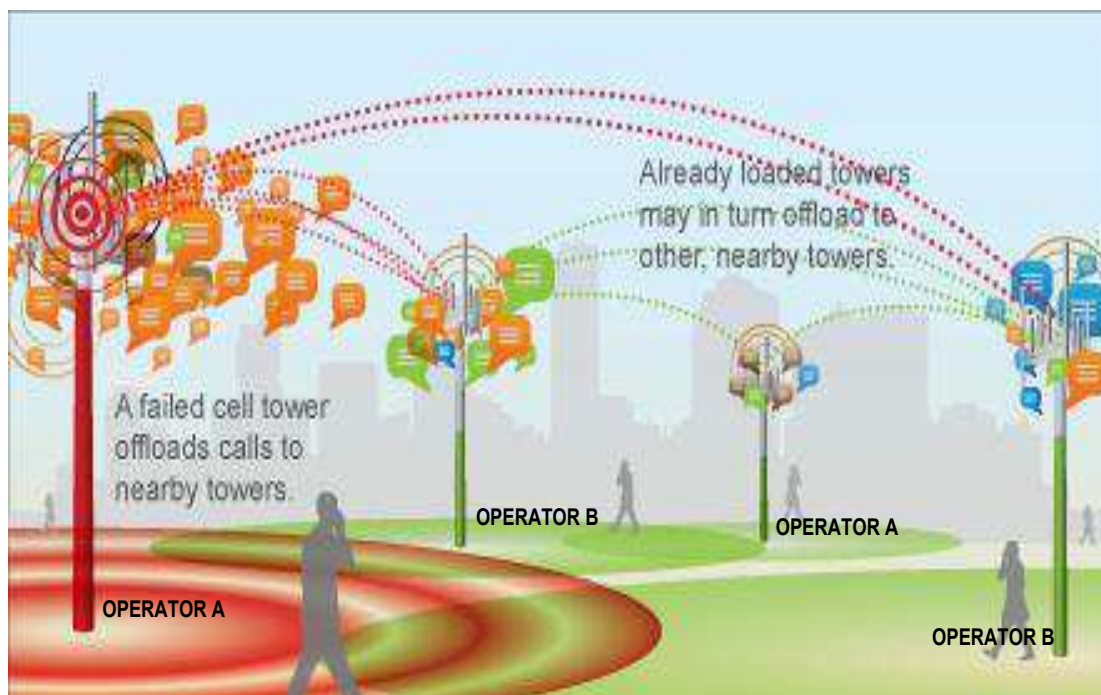 Already loaded towers
may in turn offload to
other, nearby towers.
A failed cell tower
offloads calls to
nearby towers.
OPERATOR B
OPERATOR A
OPERATOR A
OPERATOR B